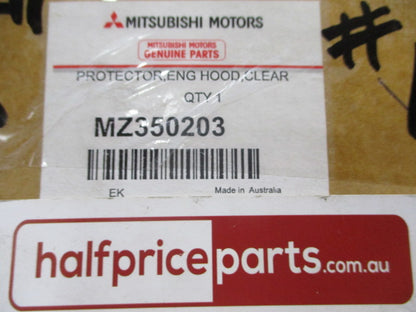 MITSUBISHI MOTORS
MITSUBISHI MOTORS
GENUINE PARTS
PROTECTOR,ENG HOOD,CLEAR
QTY 1
MZ350203
EK Made in Australia
halfpriceparts.com.au
#